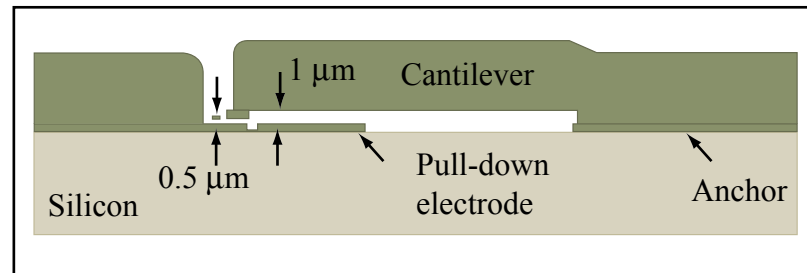 1 μm
Cantilever
0.5 μm
Silicon
Pull-down
electrode
Anchor